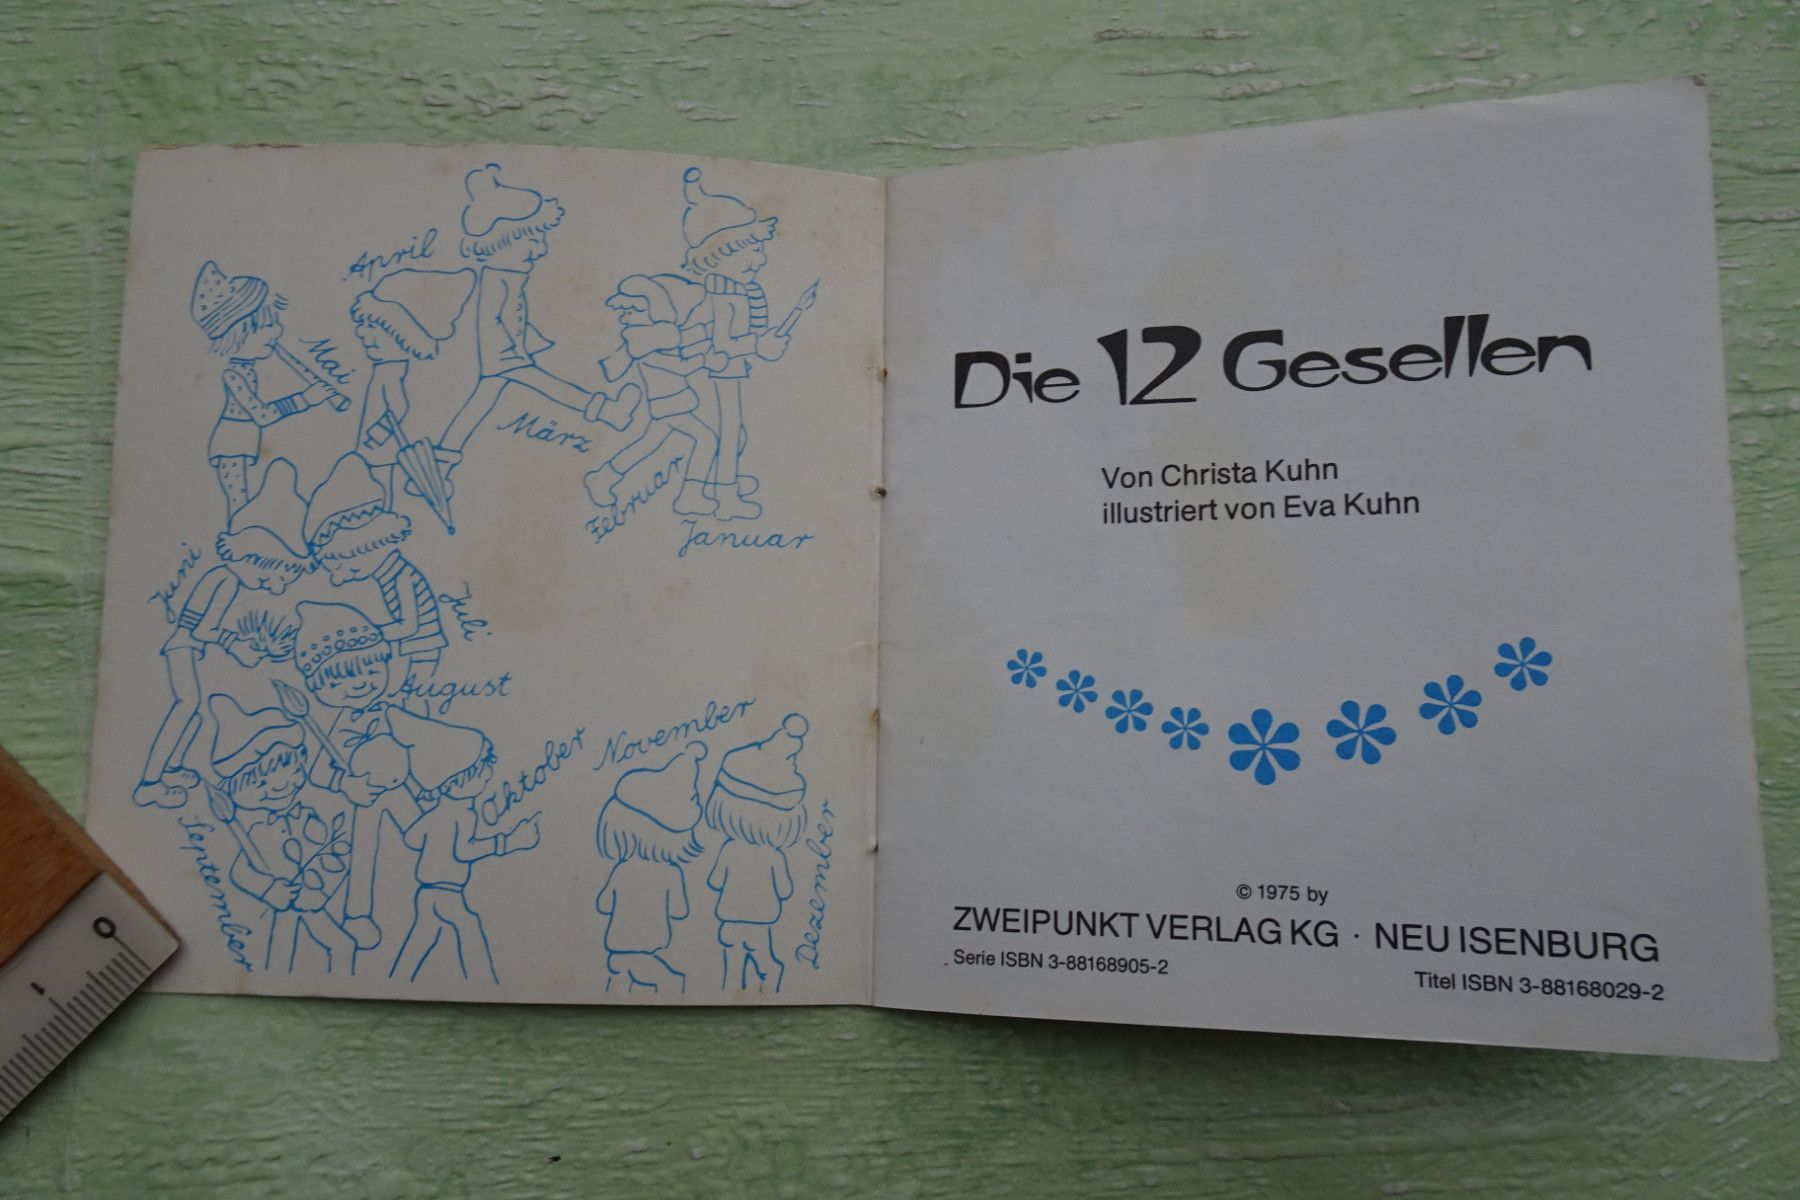 April
Mai
März
Februar
Januar
Juni
Juli
August
Oktober
November
September
Dezember
Die 12 Gesellen
Von Christa Kuhn
illustriert von Eva Kuhn
© 1975 by
ZWEIPUNKT VERLAG KG · NEU ISENBURG
Serie ISBN 3-88168905-2
Titel ISBN 3-88168029-2
0
1